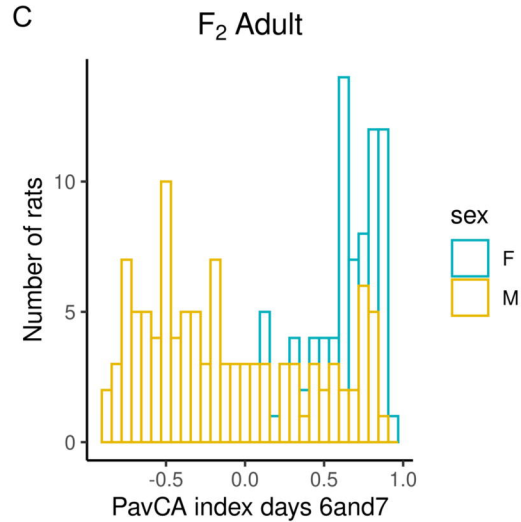 C
F₂ Adult
Number of rats
10
5
0
-0.5
0.0
0.5
1.0
PavCA index days 6and7
sex
F
M